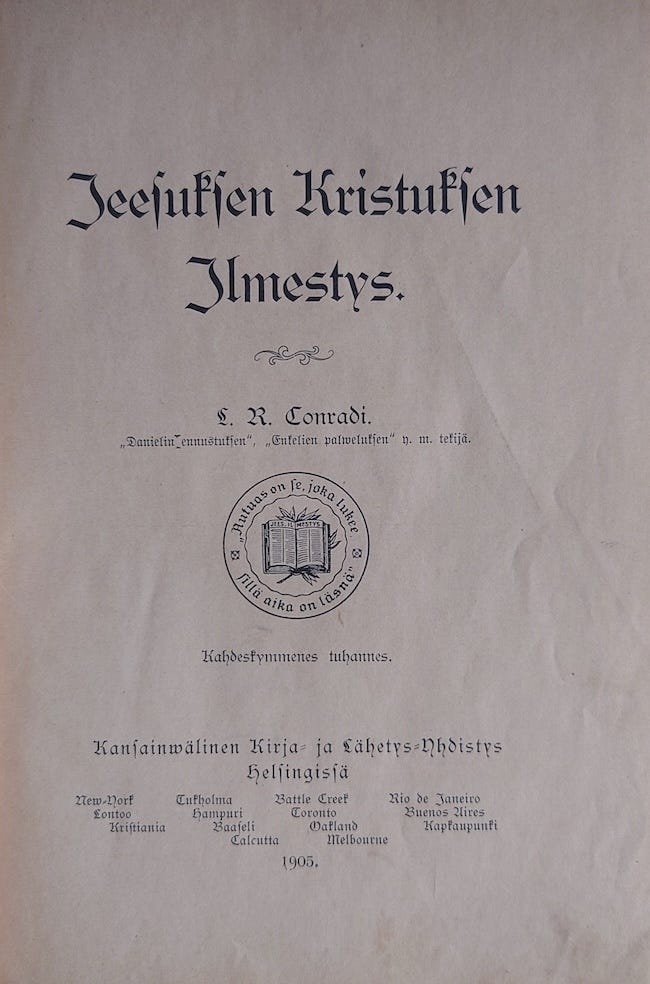 Jeesuksen Kristuksen
Ilmestys.
L. R. Conradi.
„Danielin ennustuksen“, „Enkelien palweluksen“ y. m. tekijä.
„Autuas on se, joka lukee,
JEES. ILMESTYS
sillä aika on läsnä“
Kahdeskymmenes tuhannes.
Kansainwälinen Kirja- ja Lähetys-Yhdistys
Helsingissä
New-York Tukholma Battle Creek Rio de Janeiro
Lontoo Hampuri Toronto Buenos Aires
Kristiania Baaseli Oakland Kapkaupunki
Calcutta Melbourne
1905.